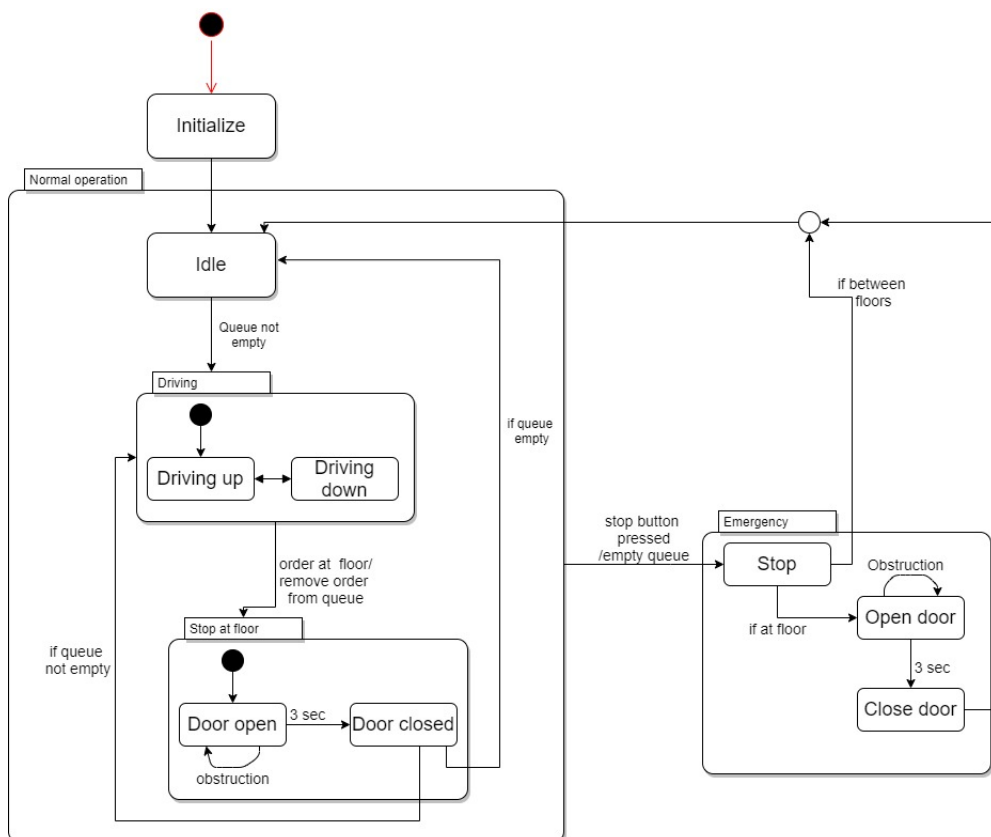 Initialize
Normal operation
Idle
Queue not
empty
if between
floors
Driving
if queue
empty
Driving up
Driving
down
stop button
pressed
/empty queue
Emergency
Stop
Obstruction
order at floor/
remove order
from queue
Open door
if at floor
Stop at floor
if queue
not empty
3 sec
Close door
Door open
3 sec
Door closed
obstruction